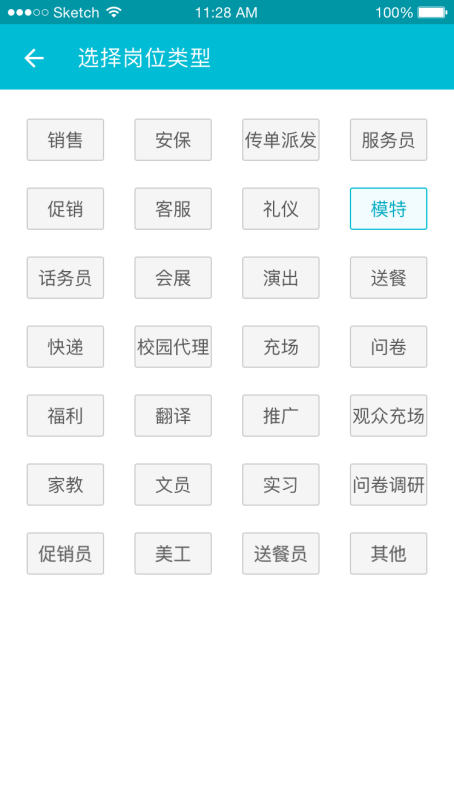 Sketch 11:28 AM 100%
选择岗位类型
销售 安保 传单派发 服务员
促销 客服 礼仪 模特
话务员 会展 演出 送餐
快递 校园代理 充场 问卷
福利 翻译 推广 观众充场
家教 文员 实习 问卷调研
促销员 美工 送餐员 其他